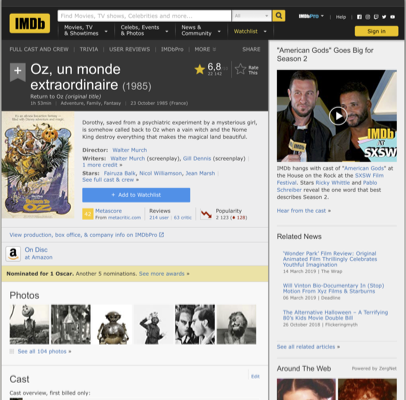 IMDb
Find Movies, TV shows, Celebrities and more...
All
IMDbPro
Help
Movies, TV & Showtimes
Celebs, Events & Photos
News & Community
Watchlist
Sign in
FULL CAST AND CREW | TRIVIA | USER REVIEWS | IMDbPro | MORE
SHARE
Oz, un monde
extraordinaire (1985)
Return to Oz (original title)
1h 53min | Adventure, Family, Fantasy | 23 October 1985 (France)
6,8
Rate This
Dorothy, saved from a psychiatric experiment by a mysterious girl,
is somehow called back to Oz when a vain witch and the Nome
King destroy everything that makes the magical land beautiful.
Director: Walter Murch
Writers: Walter Murch (screenplay), Gill Dennis (screenplay) |
1 more credit »
Stars: Fairuza Balk, Nicol Williamson, Jean Marsh |
See full cast & crew »
+ Add to Watchlist
Metascore
From metacritic.com
Reviews
214 user | 63 critic
Popularity
2 123
View production, box office, & company info on IMDbPro
On Disc
at Amazon
Nominated for 1 Oscar. Another 5 nominations. See more awards »
Photos
See all 104 photos »
Cast
Edit
Cast overview, first billed only:
"American Gods" Goes Big for
Season 2
IMDb
SXSW
IMDb hangs with cast of "American Gods" at
the House on the Rock at the SXSW Film
Festival. Stars Ricky Whittle and Pablo
Schreiber reveal the one word that best
describes Season 2.
Hear from the cast »
Related News
'Wonder Park' Film Review: Original
Animated Film Thrillingly Celebrates
Youthful Imagination
14 March 2019 | The Wrap
Will Vinton Bio-Documentary In (Stop)
Motion From Xyz Films & Starburns
06 March 2019 | Deadline
The Alternative Halloween – A Terrifying
80's Kids Movie Double Bill
26 October 2018 | Flickeringmyth
See all related articles »
Around The Web
Powered by ZergNet